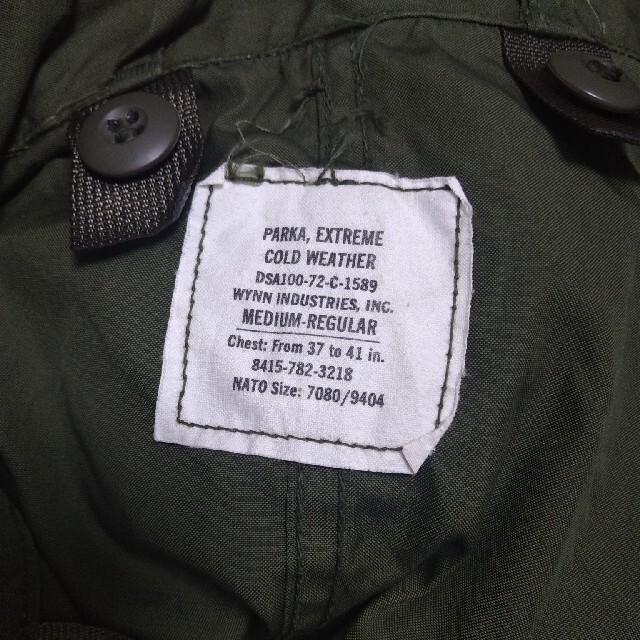 PARKA, EXTREME
COLD WEATHER
DSA100-72-C-1589
WYNN INDUSTRIES, INC.
MEDIUM-REGULAR
Chest: From 37 to 41 in.
8415-782-3218
NATO Size: 7080/9404